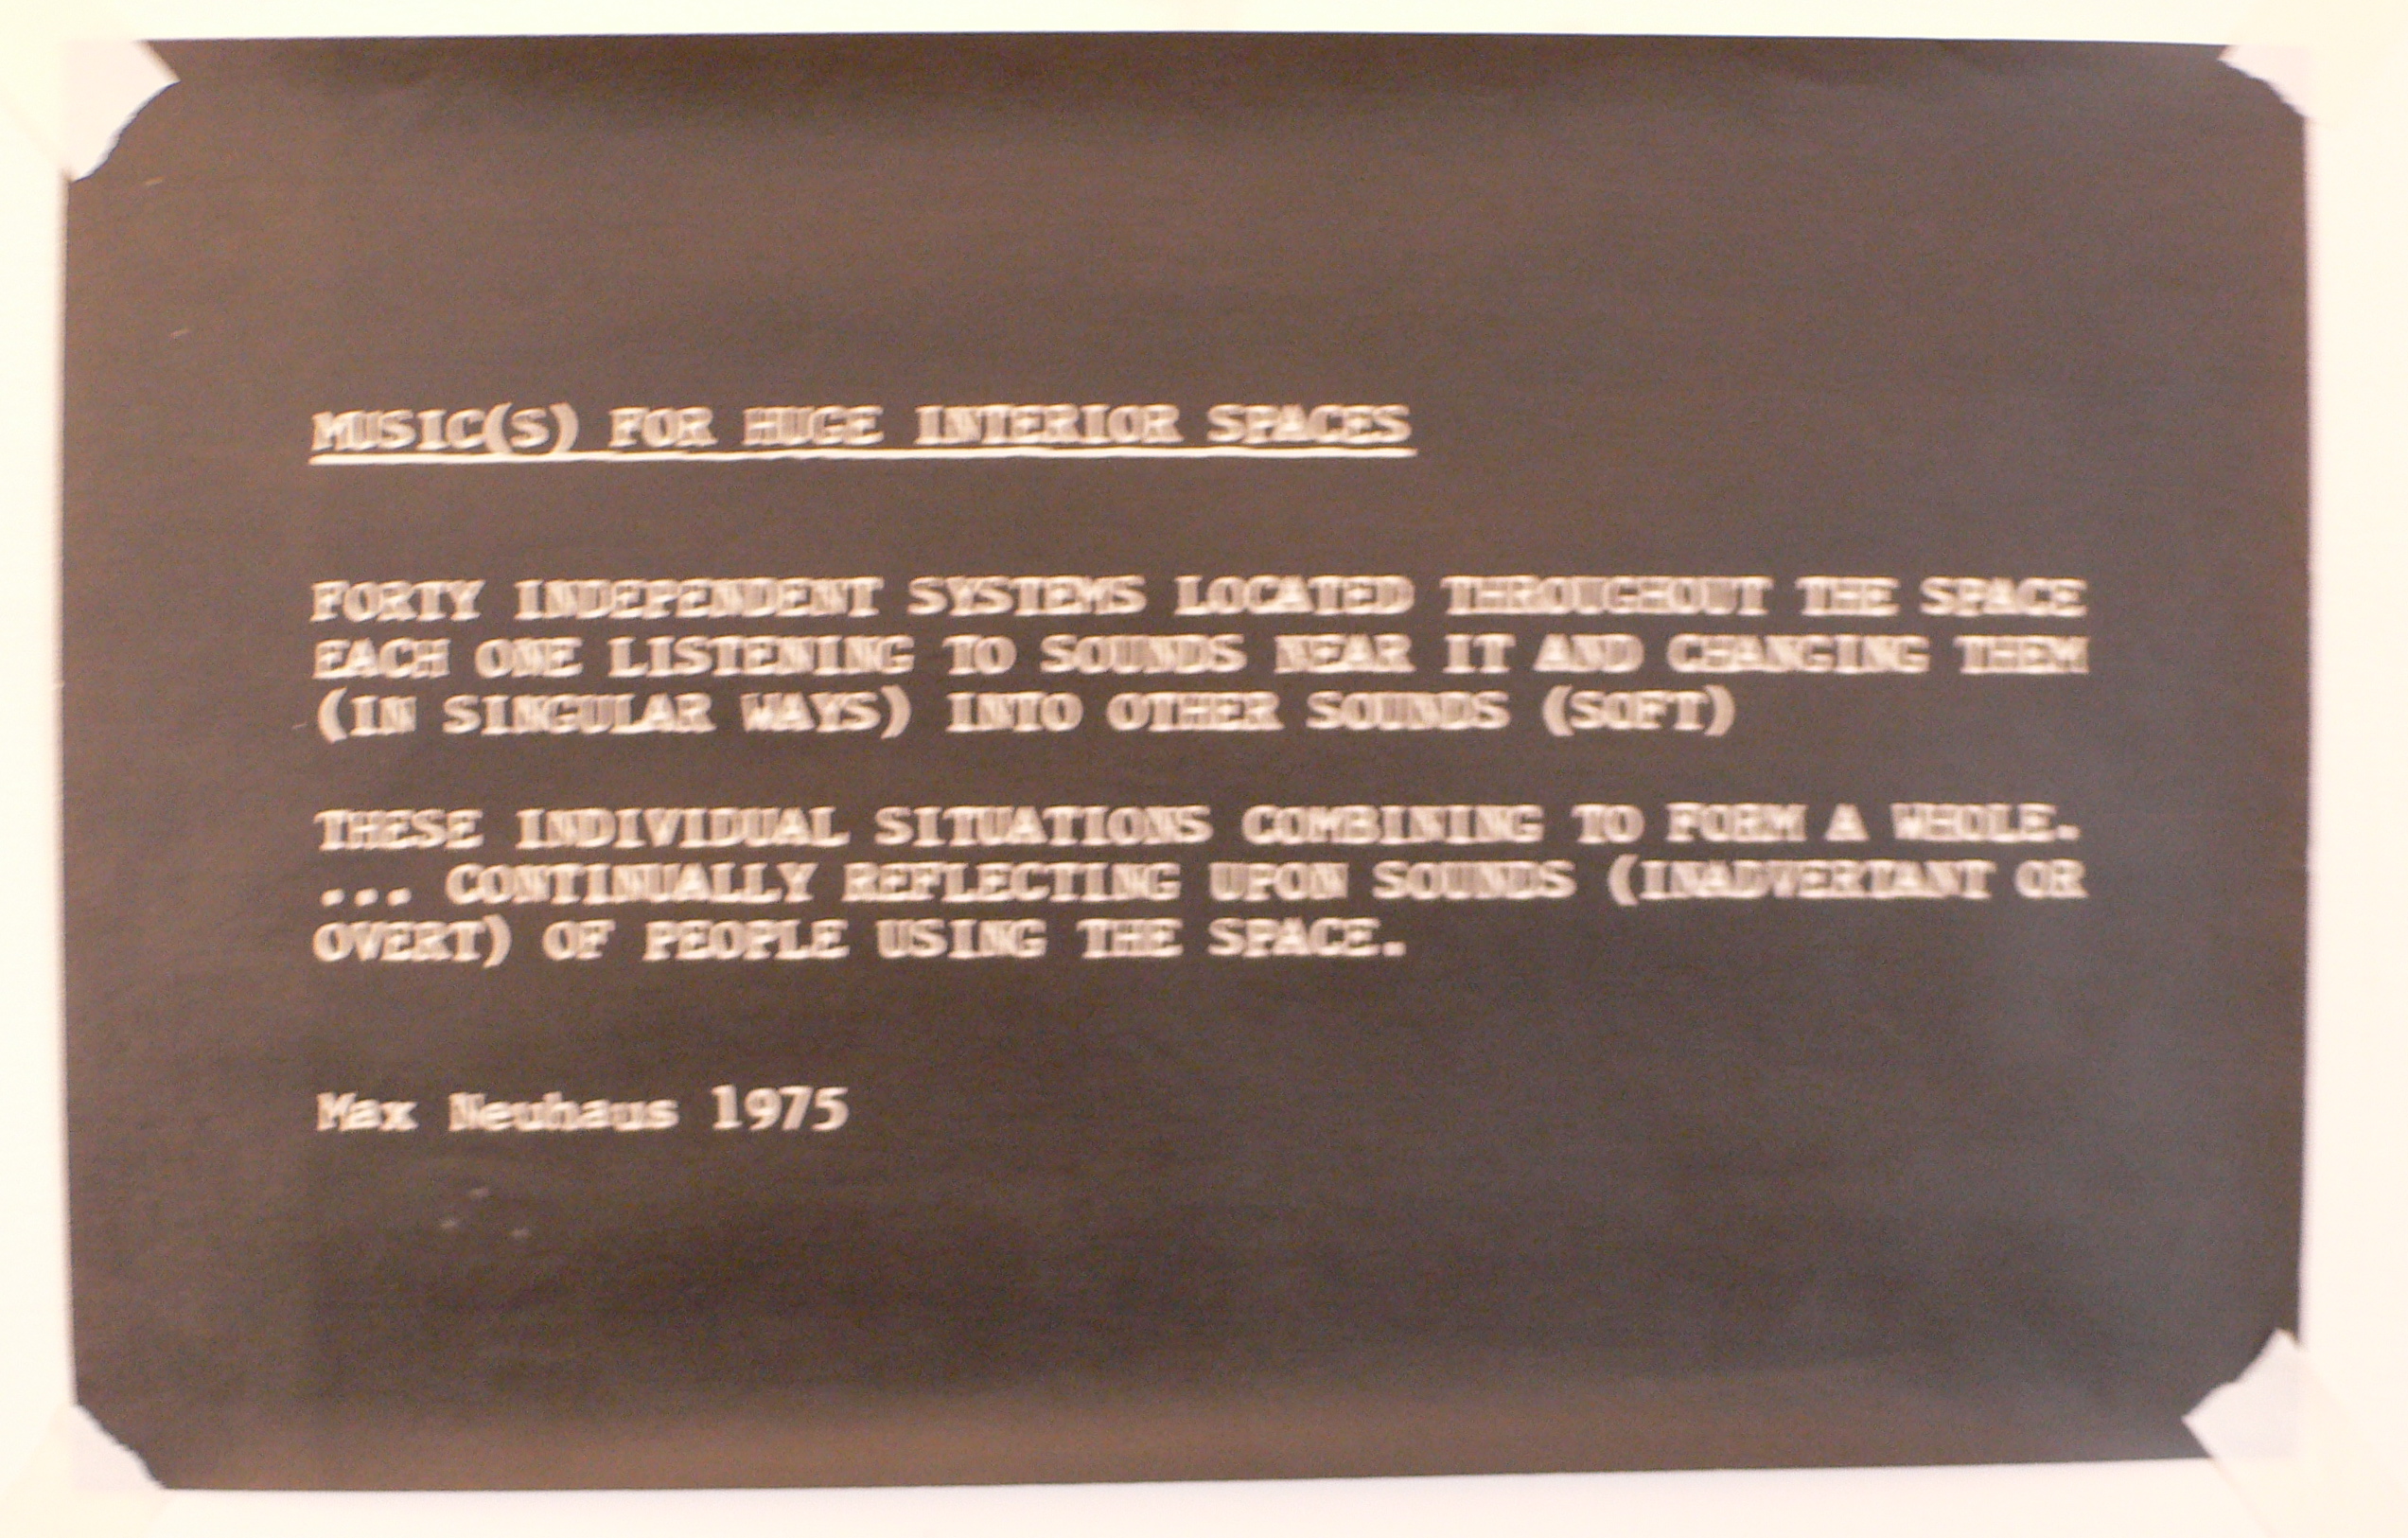 MUSIC(S) FOR HUGE INTERIOR SPACES
FORTY INDEPENDENT SYSTEMS LOCATED THROUGHOUT THE SPACE
EACH ONE LISTENING TO SOUNDS NEAR IT AND CHANGING THEM
(IN SINGULAR WAYS) INTO OTHER SOUNDS (SOFT)
THESE INDIVIDUAL SITUATIONS COMBINING TO FORM A WHOLE.
... CONTINUALLY REFLECTING UPON SOUNDS (INADVERTANT OR
OVERT) OF PEOPLE USING THE SPACE.
Max Neuhaus 1975